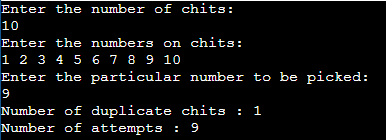 Enter the number of chits:
10
Enter the numbers on chits:
1 2 3 4 5 6 7 8 9 10
Enter the particular number to be picked:
9
Number of duplicate chits : 1
Number of attempts : 9